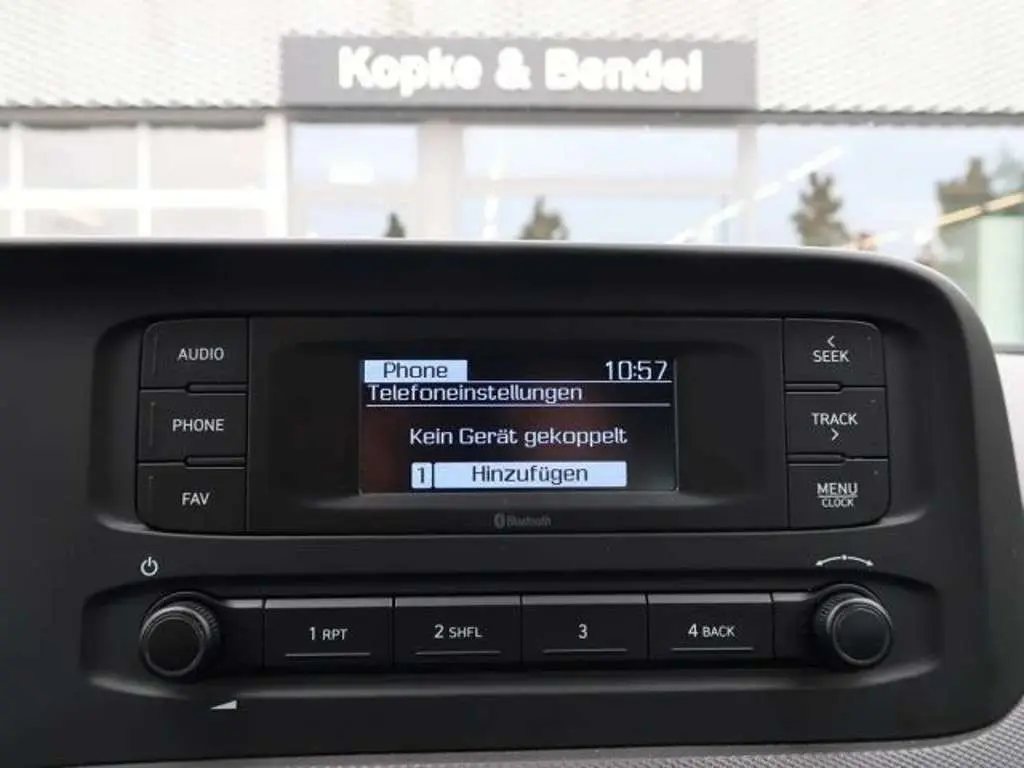 Kopke & Bendel
AUDIO
PHONE
FAV
Phone 10:57
Telefoneinstellungen
Kein Gerät gekoppelt
1 Hinzufügen
Bluetooth
< SEEK
TRACK >
MENU
CLOCK
1 RPT
2 SHFL
3
4 BACK